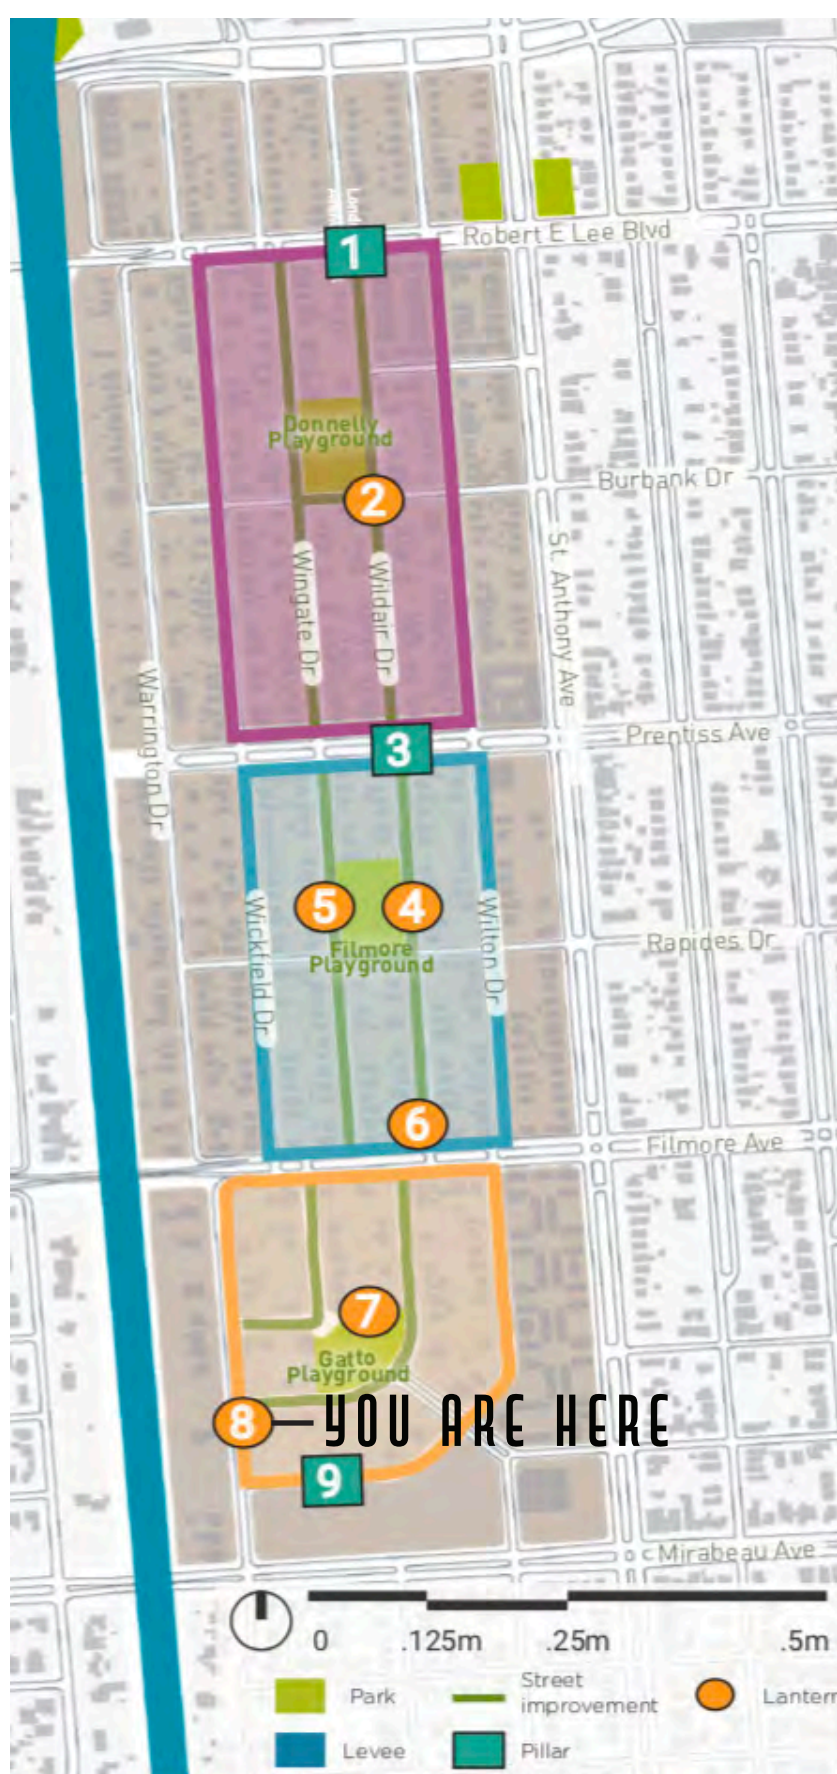 Robert E Lee Blvd
1
Donnelly
Playground
Burbank Dr
2
St. Anthony Ave
Wingate Dr
Wildair Dr
Warrington Dr
Prentiss Ave
3
5
4
Wickfield Dr
Wilton Dr
Rapides Dr
Filmore
Playground
6
Filmore Ave
7
Gatto
Playground
8
YOU ARE HERE
9
Mirabeau Ave
0 .125m .25m .5m
Park
Street
improvement
Lantern
Levee
Pillar